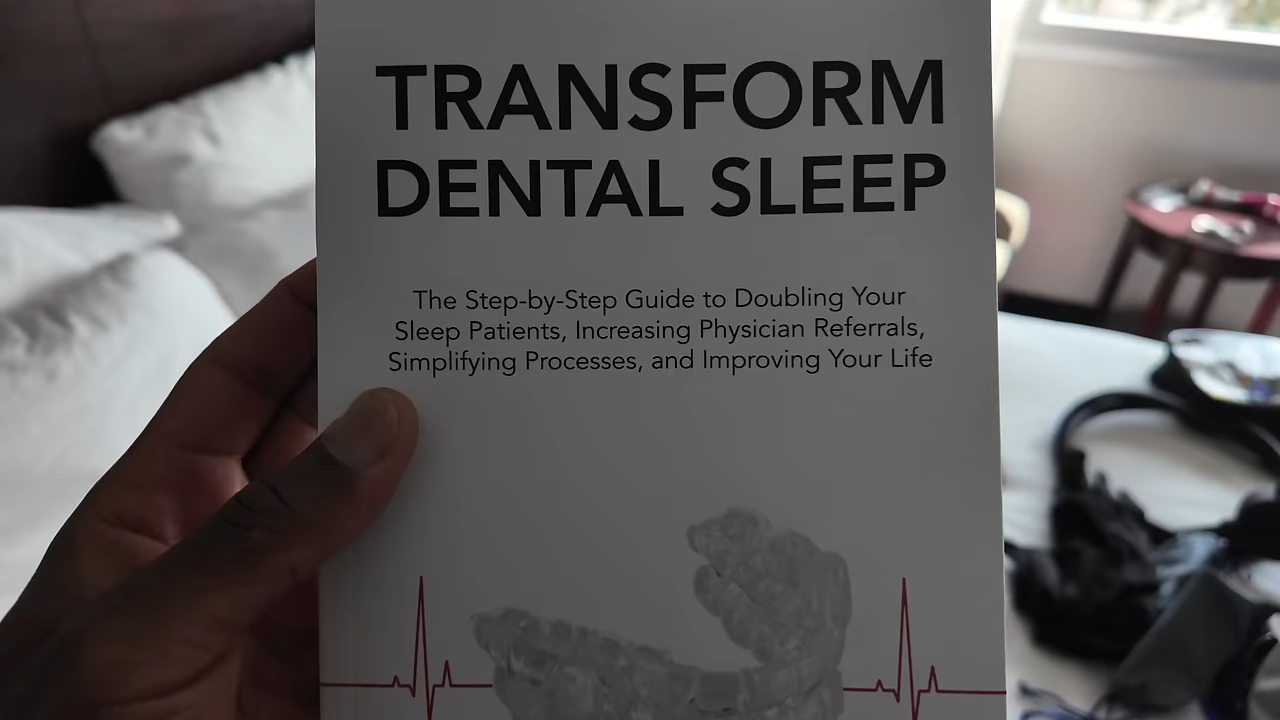 TRANSFORM
DENTAL SLEEP
The Step-by-Step Guide to Doubling Your
Sleep Patients, Increasing Physician Referrals,
Simplifying Processes, and Improving Your Life